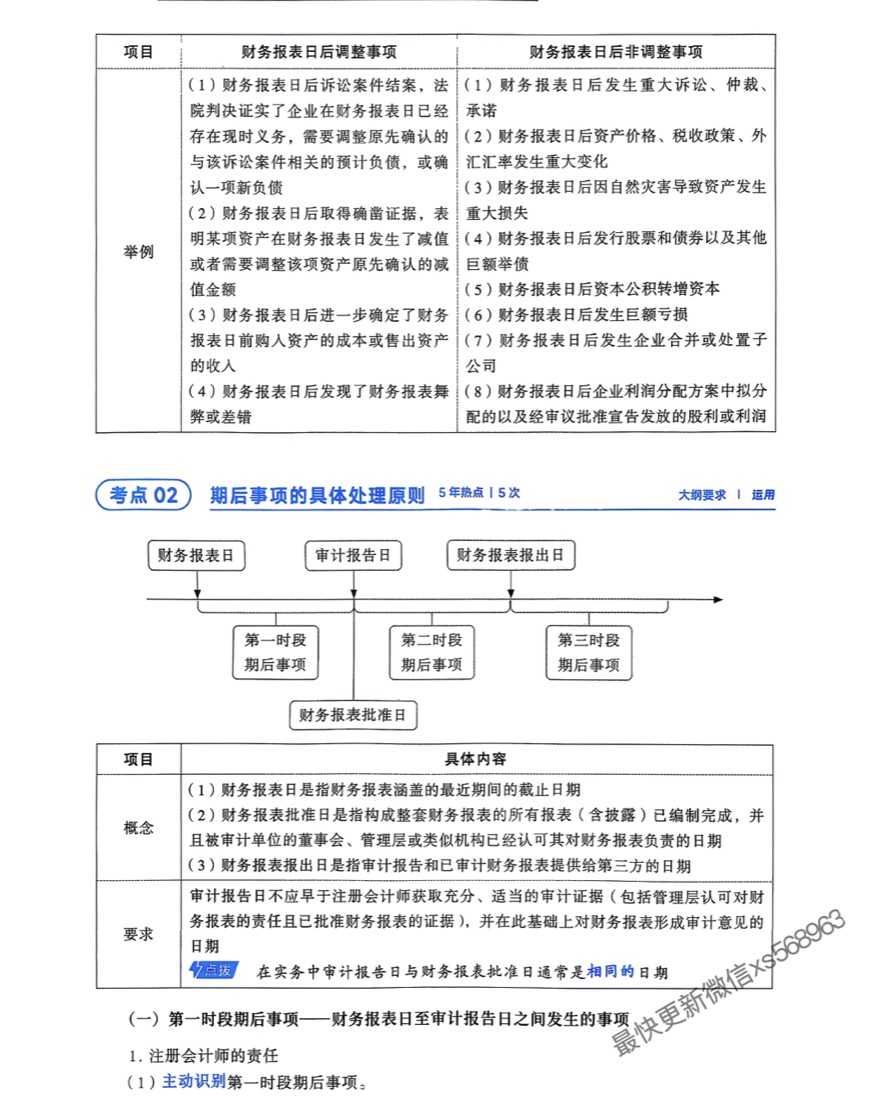 项目 财务报表日后调整事项 财务报表日后非调整事项
举例
(1)财务报表日后诉讼案件结案，法
院判决证实了企业在财务报表日已经
存在现时义务，需要调整原先确认的
与该诉讼案件相关的预计负债，或确
认一项新负债
(2)财务报表日后取得确凿证据，表
明某项资产在财务报表日发生了减值
或者需要调整该项资产原先确认的减
值金额
(3)财务报表日后进一步确定了财务
报表日前购入资产的成本或售出资产
的收入
(4)财务报表日后发现了财务报表舞
弊或差错
(1)财务报表日后发生重大诉讼、仲裁、
承诺
(2)财务报表日后资产价格、税收政策、外
汇汇率发生重大变化
(3)财务报表日后因自然灾害导致资产发生
重大损失
(4)财务报表日后发行股票和债券以及其他
巨额举债
(5)财务报表日后资本公积转增资本
(6)财务报表日后发生巨额亏损
(7)财务报表日后发生企业合并或处置子
公司
(8)财务报表日后企业利润分配方案中拟分
配的以及经审议批准宣告发放的股利或利润
考点 02 期后事项的具体处理原则 5年热点|5次 大纲要求 | 运用
财务报表日 审计报告日 财务报表报出日
第一时段
期后事项
第二时段
期后事项
第三时段
期后事项
财务报表批准日
项目 具体内容
概念
(1)财务报表日是指财务报表涵盖的最近期间的截止日期
(2)财务报表批准日是指构成整套财务报表的所有报表(含披露)已编制完成，并
且被审计单位的董事会、管理层或类似机构已经认可其对财务报表负责的日期
(3)财务报表报出日是指审计报告和已审计财务报表提供给第三方的日期
要求
审计报告日不应早于注册会计师获取充分、适当的审计证据(包括管理层认可对财
务报表的责任且已批准财务报表的证据)，并在此基础上对财务报表形成审计意见的
日期
点拨 在实务中审计报告日与财务报表批准日通常是相同的日期
(一)第一时段期后事项——财务报表日至审计报告日之间发生的事项
1. 注册会计师的责任
(1)主动识别第一时段期后事项。
最快更新微信xs568963